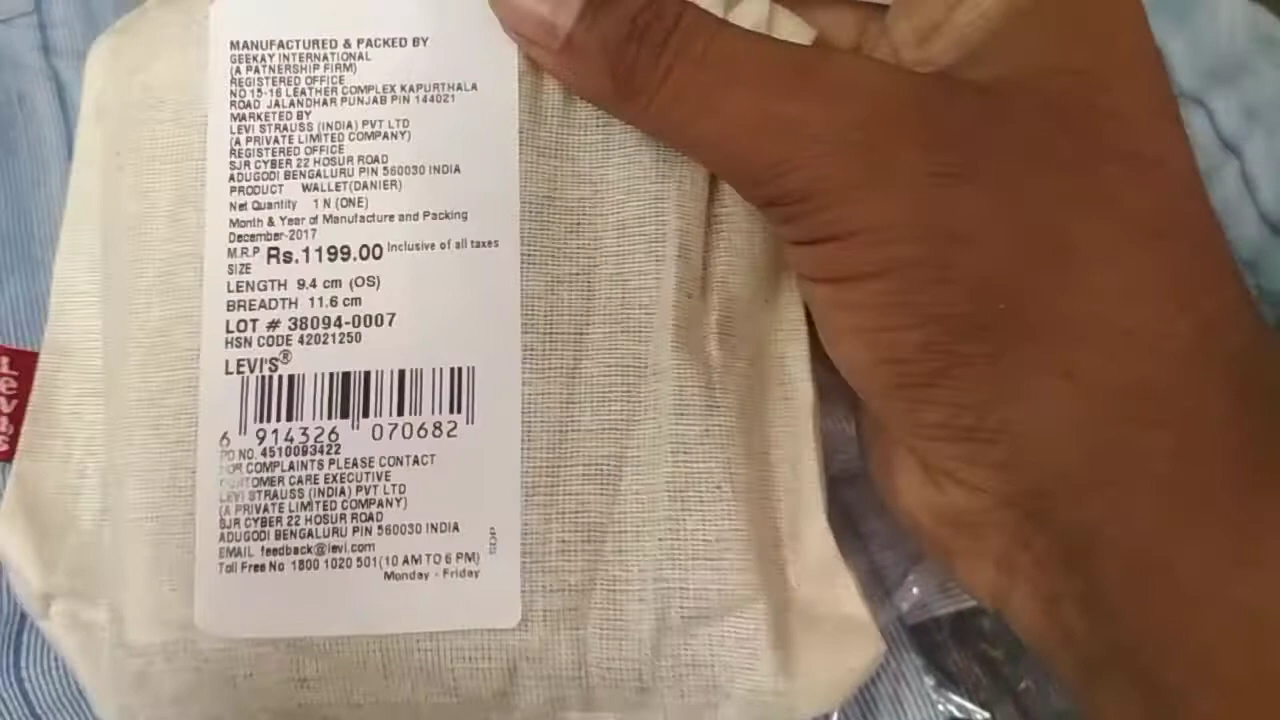 MANUFACTURED & PACKED BY
GEEKAY INTERNATIONAL
(A PATNERSHIP FIRM)
REGISTERED OFFICE
NO 15-16 LEATHER COMPLEX KAPURTHALA
ROAD JALANDHAR PUNJAB PIN 144021
MARKETED BY
LEVI STRAUSS (INDIA) PVT LTD
(A PRIVATE LIMITED COMPANY)
REGISTERED OFFICE
SJR CYBER 22 HOSUR ROAD
ADUGODI BENGALURU PIN 560030 INDIA
PRODUCT WALLET(DANIER)
Net Quantity 1 N (ONE)
Month & Year of Manufacture and Packing
December-2017
M.R.P Rs.1199.00 Inclusive of all taxes
SIZE
LENGTH 9.4 cm (OS)
BREADTH 11.6 cm
LOT # 38094-0007
HSN CODE 42021250
LEVI'S®
6 914326 070682
PO NO. 4510093422
FOR COMPLAINTS PLEASE CONTACT
CUSTOMER CARE EXECUTIVE
LEVI STRAUSS (INDIA) PVT LTD
(A PRIVATE LIMITED COMPANY)
SJR CYBER 22 HOSUR ROAD
ADUGODI BENGALURU PIN 560030 INDIA
EMAIL feedback@levi.com
Toll Free No 1800 1020 501(10 AM TO 6 PM)
Monday - Friday
Levi's